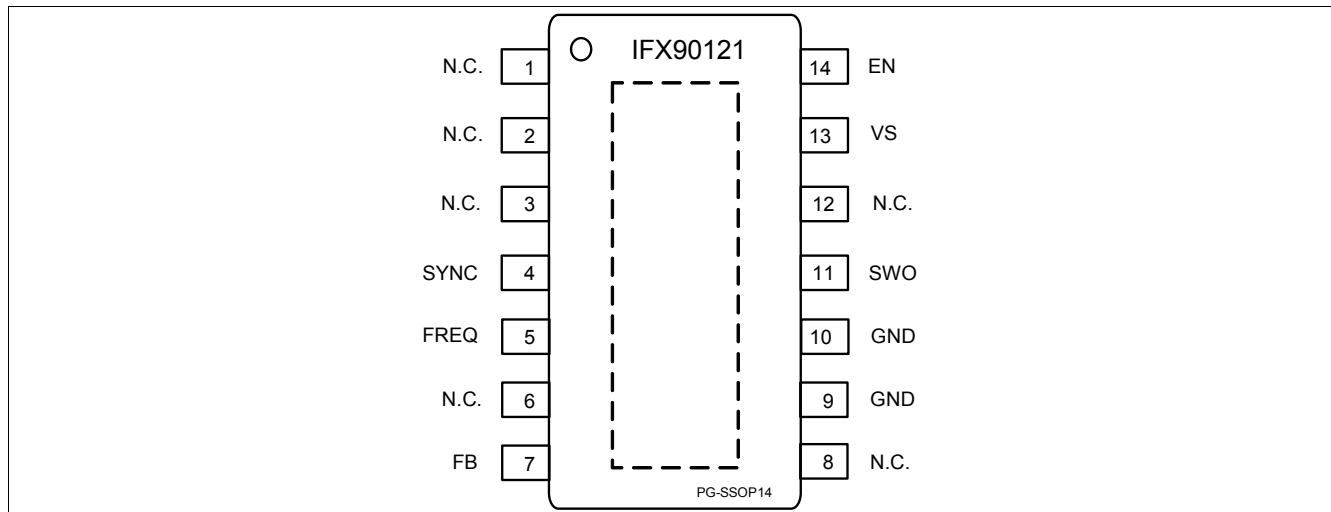 IFX90121
N.C. 1 14 EN
N.C. 2 13 VS
N.C. 3 12 N.C.
SYNC 4 11 SWO
FREQ 5 10 GND
N.C. 6 9 GND
FB 7 8 N.C.
PG-SSOP14